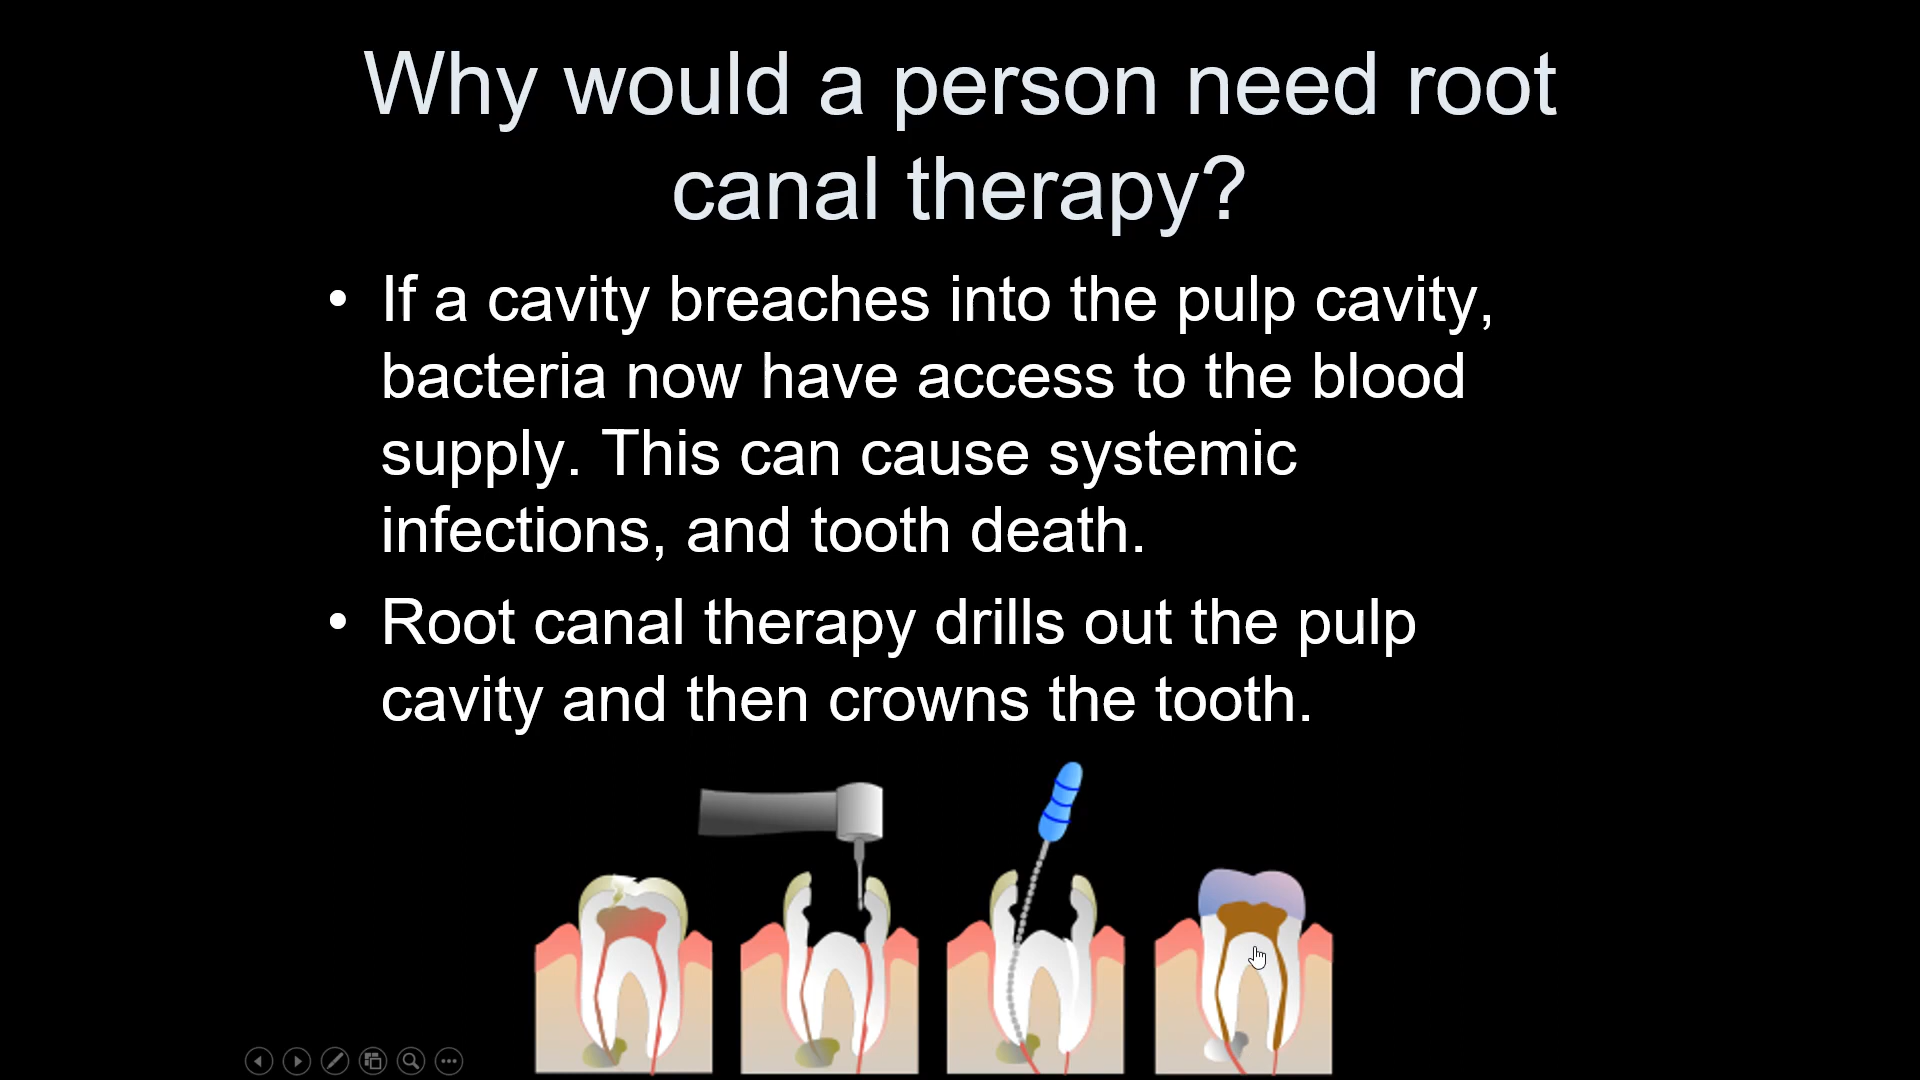 Why would a person need root
canal therapy?
• If a cavity breaches into the pulp cavity,
bacteria now have access to the blood
supply. This can cause systemic
infections, and tooth death.
• Root canal therapy drills out the pulp
cavity and then crowns the tooth.